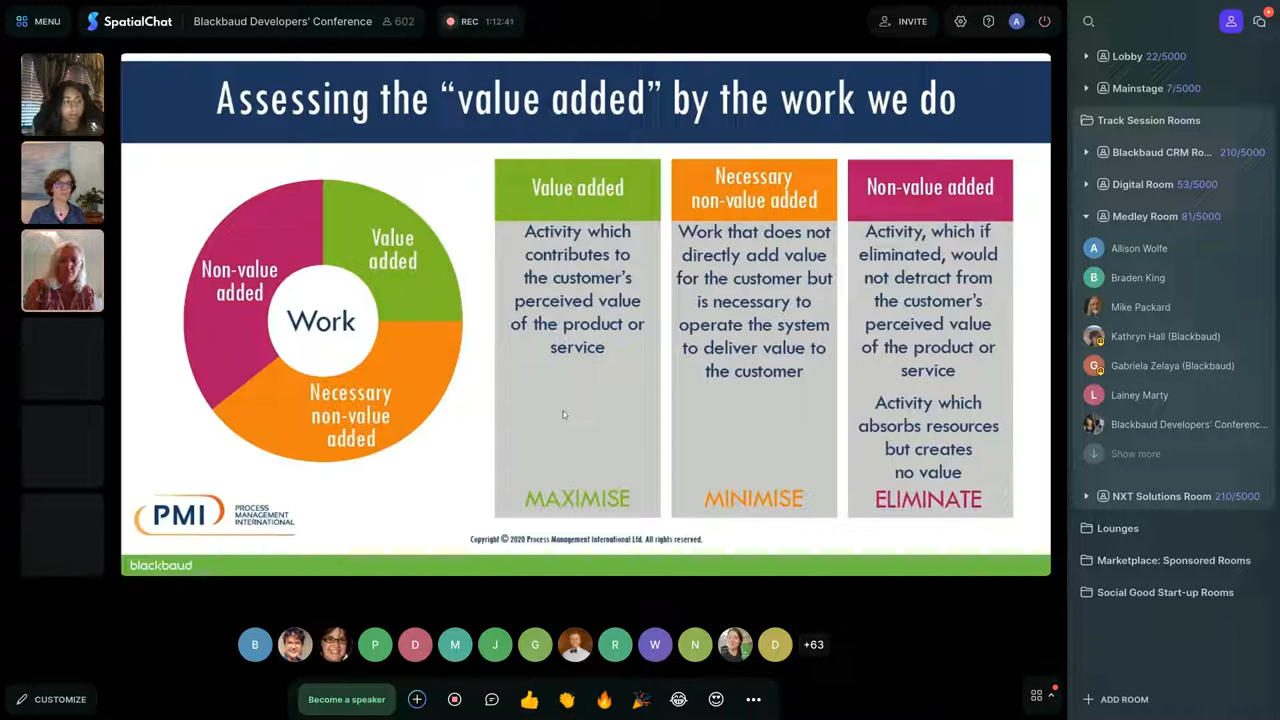 MENU
SpatialChat
Blackbaud Developers' Conference
602
REC
1:12:41
INVITE
A
Assessing the “value added” by the work we do
Value
added
Non-value
added
Work
Necessary
non-value
added
Value added
Activity which
contributes to
the customer's
perceived value
of the product or
service
MAXIMISE
Necessary
non-value added
Work that does not
directly add value
for the customer but
is necessary to
operate the system
to deliver value to
the customer
MINIMISE
Non-value added
Activity, which if
eliminated, would
not detract from
the customer's
perceived value
of the product or
service
Activity which
absorbs resources
but creates
no value
ELIMINATE
PMI
PROCESS
MANAGEMENT
INTERNATIONAL
Copyright © 2020 Process Management International Ltd. All rights reserved.
blackbaud
B
P
D
M
J
G
R
W
N
D
+63
CUSTOMIZE
Become a speaker
Lobby 22/5000
Mainstage 7/5000
Track Session Rooms
Blackbaud CRM Ro... 210/5000
Digital Room 53/5000
Medley Room 81/5000
A Allison Wolfe
B Braden King
Mike Packard
Kathryn Hall (Blackbaud)
G Gabriela Zelaya (Blackbaud)
L Lainey Marty
Blackbaud Developers' Conferenc...
Show more
NXT Solutions Room 210/5000
Lounges
Marketplace: Sponsored Rooms
Social Good Start-up Rooms
ADD ROOM